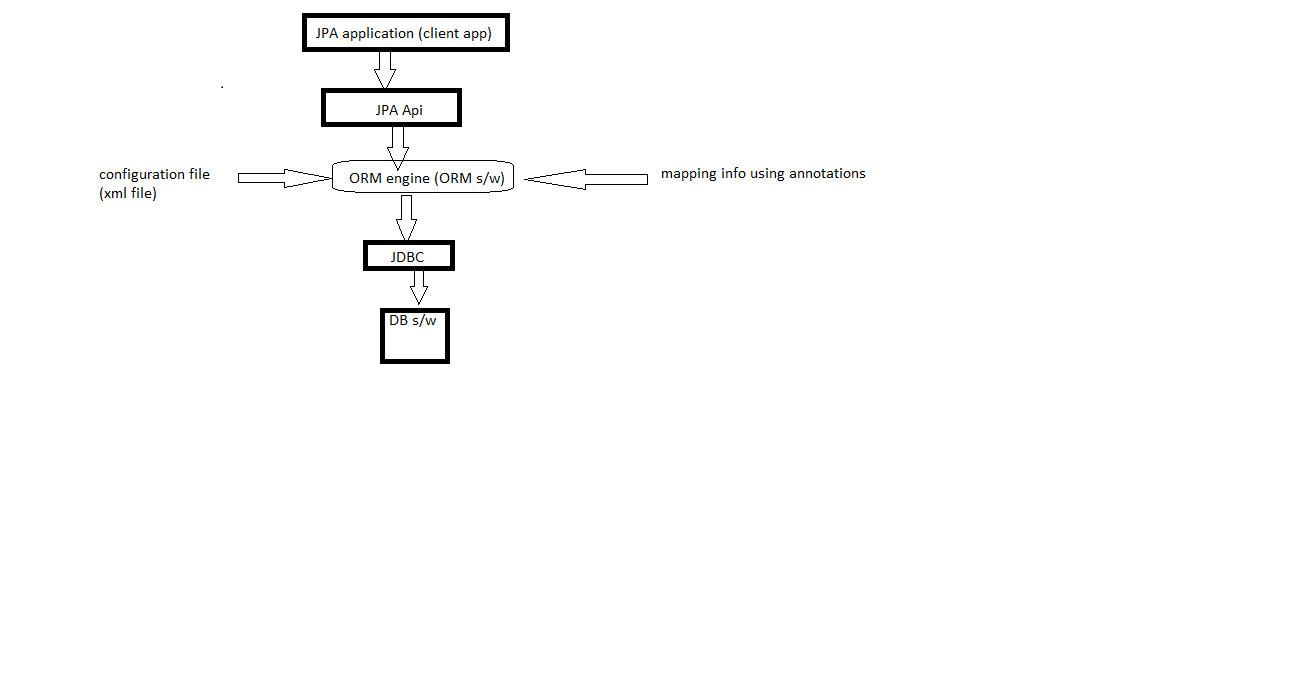 JPA application (client app)
JPA Api
configuration file
(xml file)
ORM engine (ORM s/w)
mapping info using annotations
JDBC
DB s/w